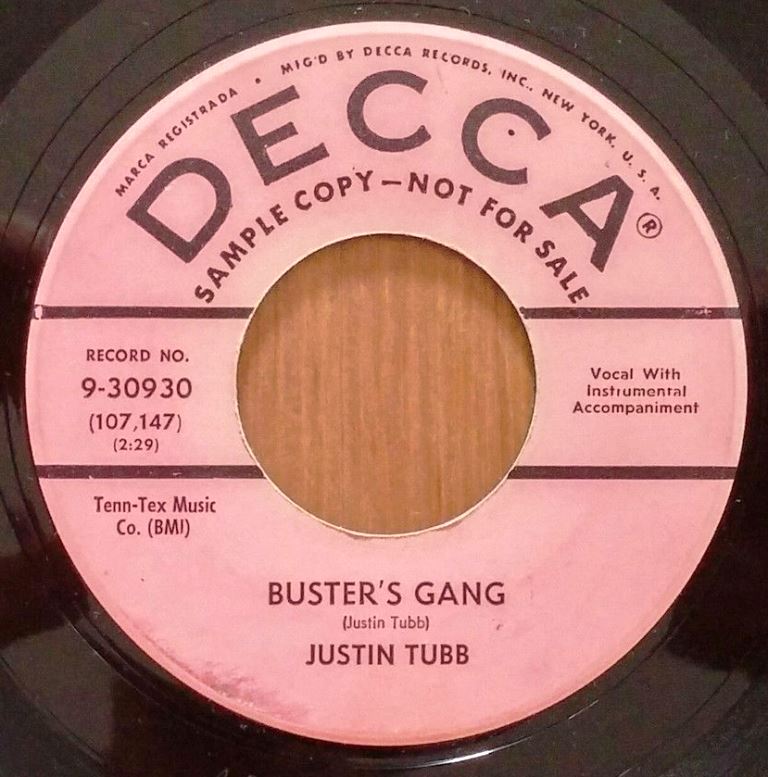 MARCA REGISTRADA • MFG'D BY DECCA RECORDS, INC., NEW YORK, U. S. A.
DECCA®
SAMPLE COPY—NOT FOR SALE
RECORD NO.
9-30930
(107,147)
(2:29)
Vocal With
Instrumental
Accompaniment
Tenn-Tex Music
Co. (BMI)
BUSTER'S GANG
(Justin Tubb)
JUSTIN TUBB